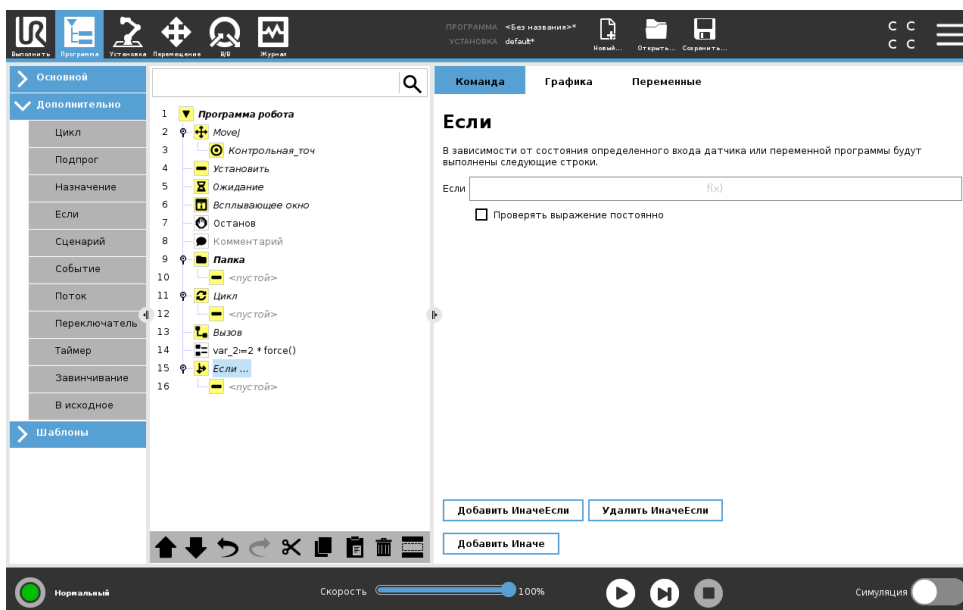 UR
Выполнить Программа Установка Перемещение В/В Журнал
ПРОГРАММА <Без названия>*
УСТАНОВКА default*
Новый... Открыть... Сохранить...
C C
C C
Основной
Дополнительно
Цикл
Подпрог
Назначение
Если
Сценарий
Событие
Поток
Переключатель
Таймер
Завинчивание
В исходное
Шаблоны
1 Программа робота
2 MoveJ
3 Контрольная_точ
4 Установить
5 Ожидание
6 Всплывающее окно
7 Останов
8 Комментарий
9 Папка
10 <пустой>
11 Цикл
12 <пустой>
13 Вызов
14 var_2≔2 * force()
15 Если ...
16 <пустой>
Команда Графика Переменные
Если
В зависимости от состояния определенного входа датчика или переменной программы будут
выполнены следующие строки.
Если f(x)
Проверять выражение постоянно
Добавить ИначеЕсли Удалить ИначеЕсли
Добавить Иначе
Нормальный
Скорость 100%
Симуляция